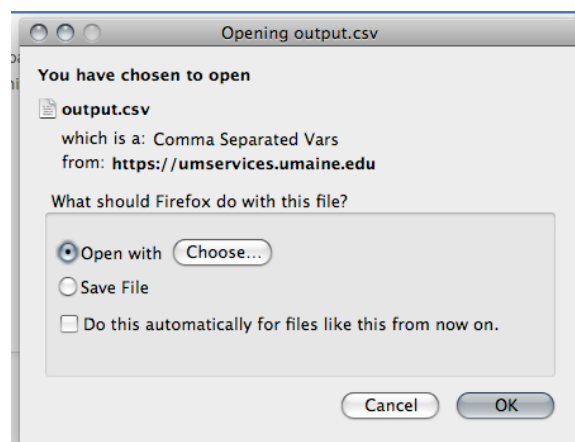 Opening output.csv
You have chosen to open
output.csv
which is a: Comma Separated Vars
from: https://umservices.umaine.edu
What should Firefox do with this file?
Open with Choose...
Save File
Do this automatically for files like this from now on.
Cancel OK